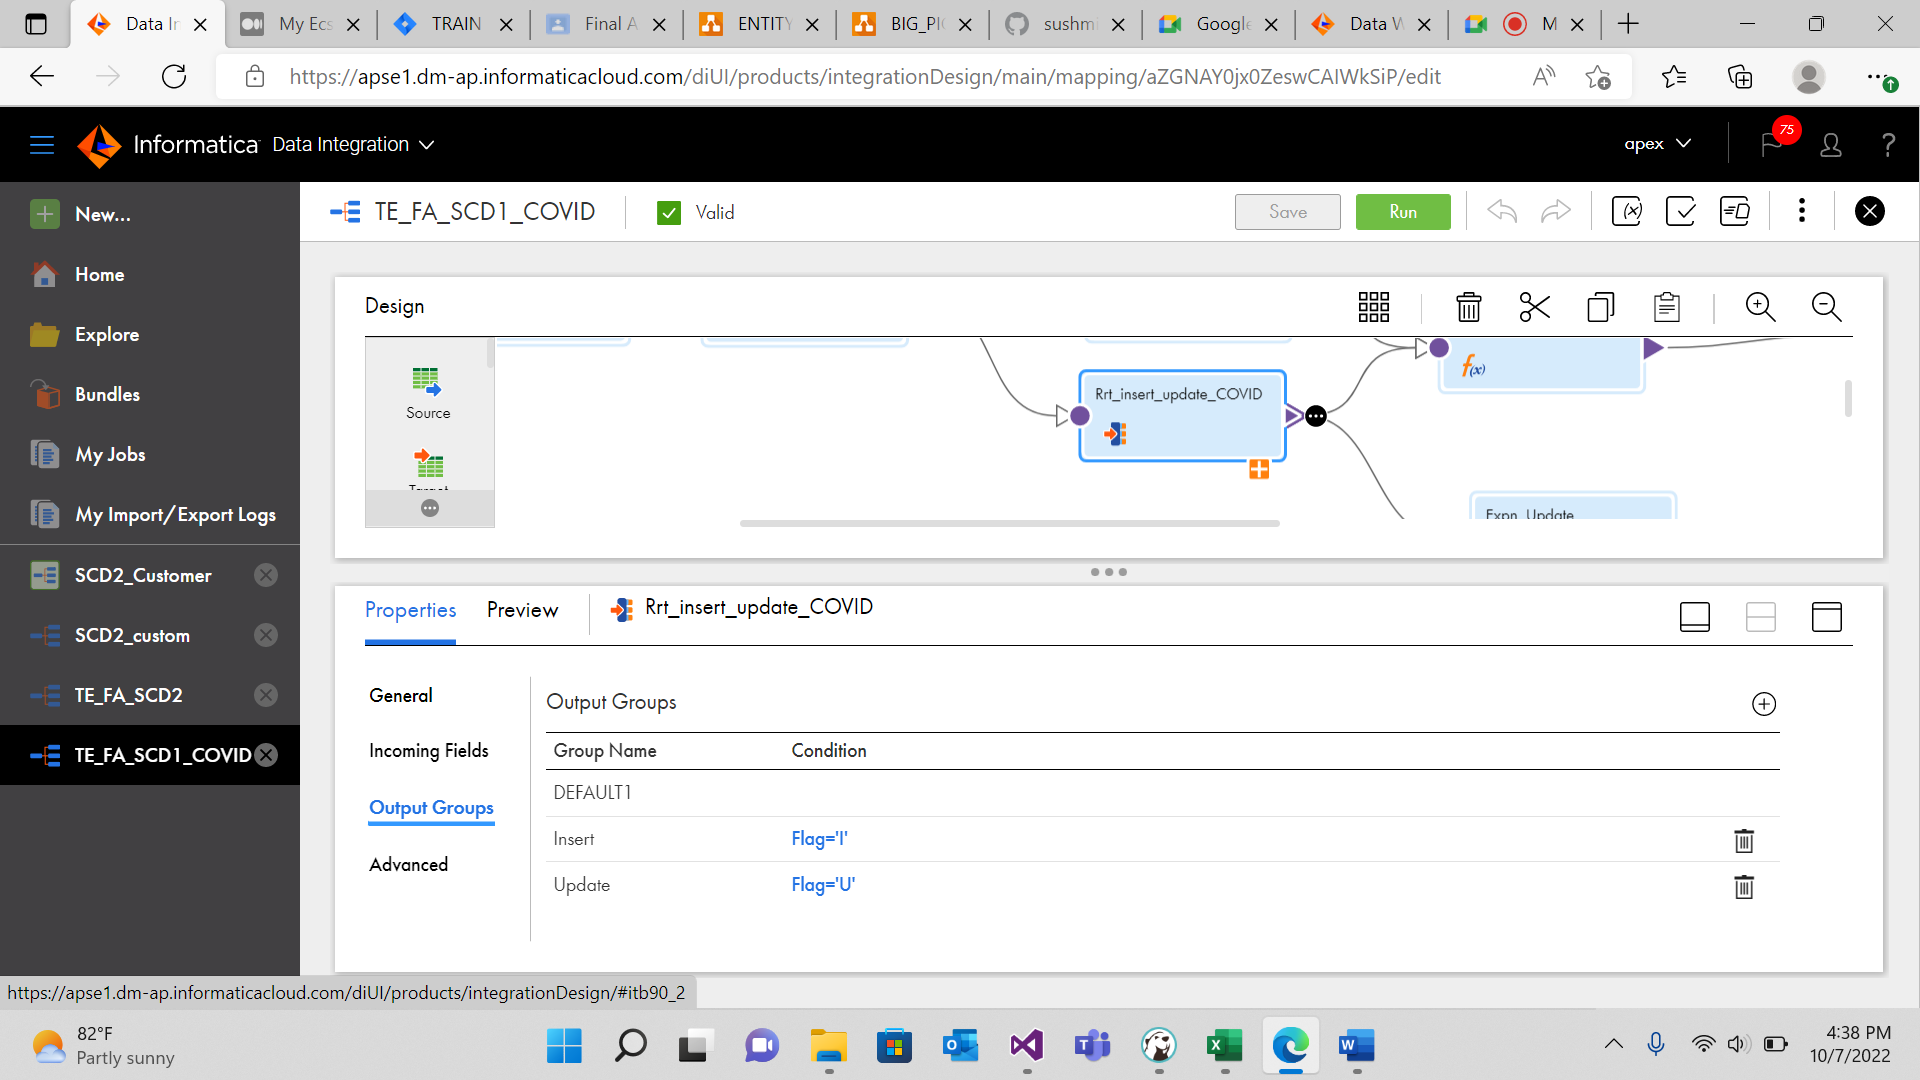 Data In
My Ecs
TRAIN
Final A
ENTITY
BIG_PIC
sushmi
Google
Data W
M
https://apse1.dm-ap.informaticacloud.com/diUI/products/integrationDesign/main/mapping/aZGNAY0jx0ZeswCAIWkSiP/edit
Informatica Data Integration
apex
75
?
New...
Home
Explore
Bundles
My Jobs
My Import/Export Logs
SCD2_Customer
SCD2_custom
TE_FA_SCD2
TE_FA_SCD1_COVID
TE_FA_SCD1_COVID
Valid
Save
Run
Design
Source
Target
Rrt_insert_update_COVID
f(x)
Expn_Update
Properties
Preview
Rrt_insert_update_COVID
General
Incoming Fields
Output Groups
Advanced
Output Groups
Group Name Condition
DEFAULT1
Insert Flag='I'
Update Flag='U'
https://apse1.dm-ap.informaticacloud.com/diUI/products/integrationDesign/#itb90_2
82°F
Partly sunny
4:38 PM
10/7/2022